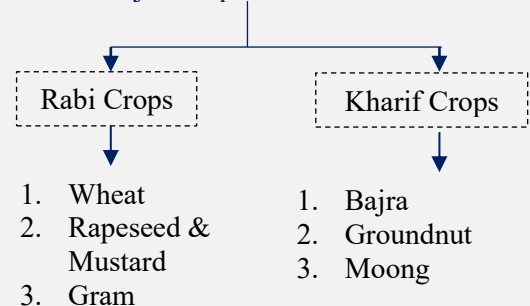 Rabi Crops
Kharif Crops
1. Wheat
2. Rapeseed &
Mustard
3. Gram
1. Bajra
2. Groundnut
3. Moong